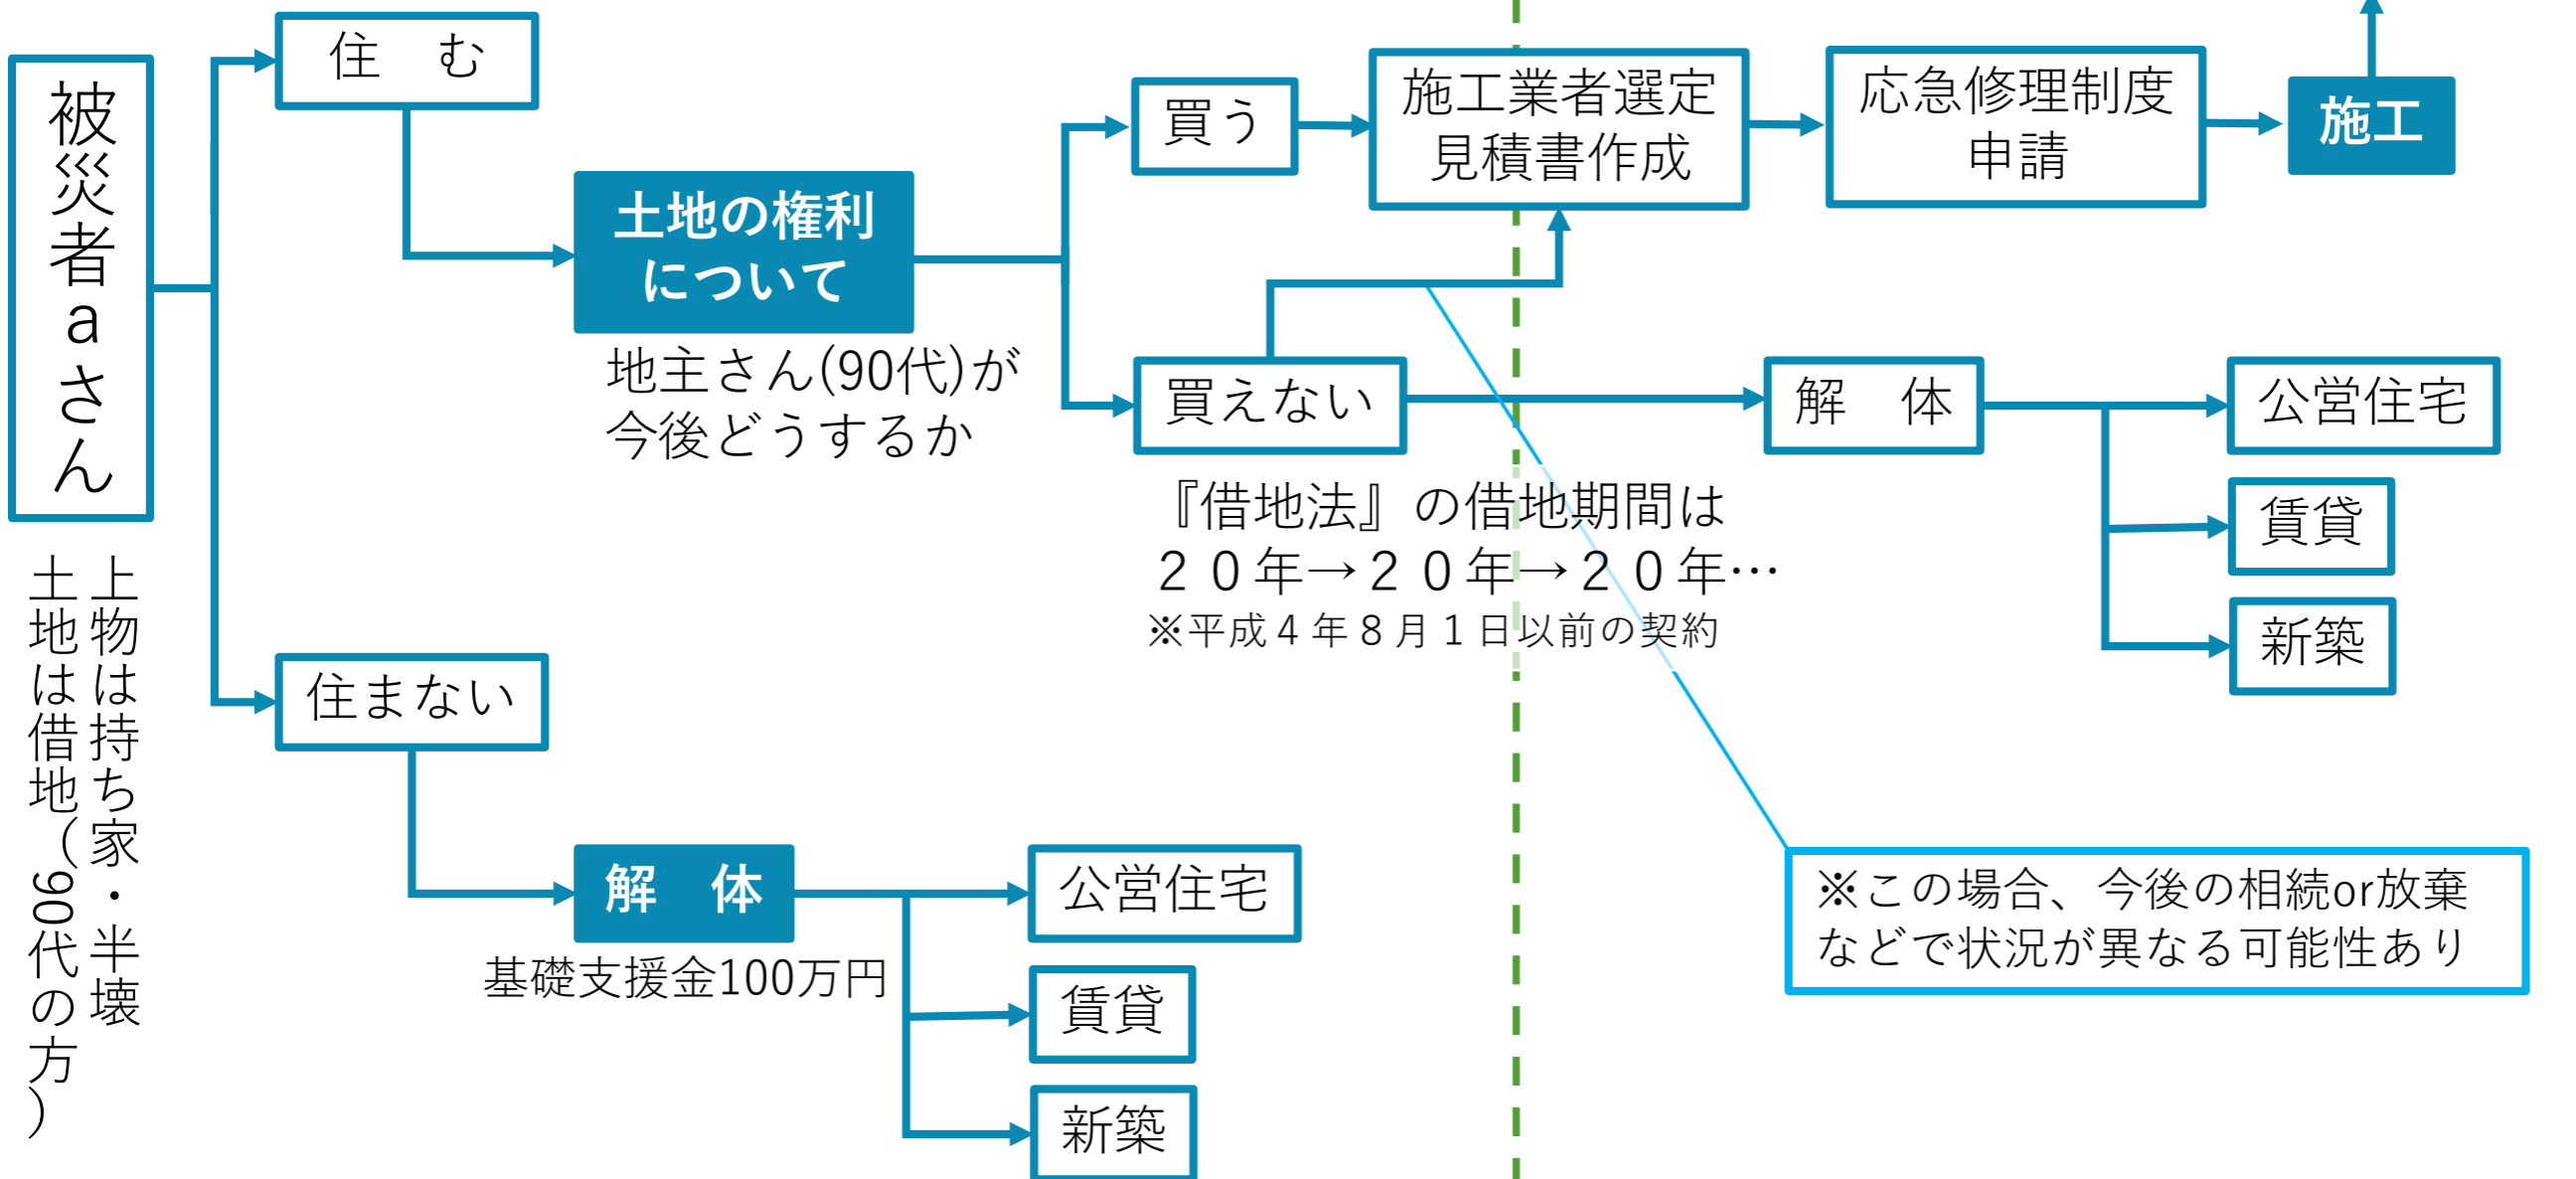 被災者aさん
上物は持ち家・半壊
土地は借地（90代の方）
住　む
土地の権利
について
地主さん(90代)が
今後どうするか
買う
施工業者選定
見積書作成
応急修理制度
申請
施工
買えない
『借地法』の借地期間は
２０年→２０年→２０年…
※平成４年８月１日以前の契約
解　体
公営住宅
賃貸
新築
※この場合、今後の相続or放棄
などで状況が異なる可能性あり
住まない
解　体
基礎支援金100万円
公営住宅
賃貸
新築